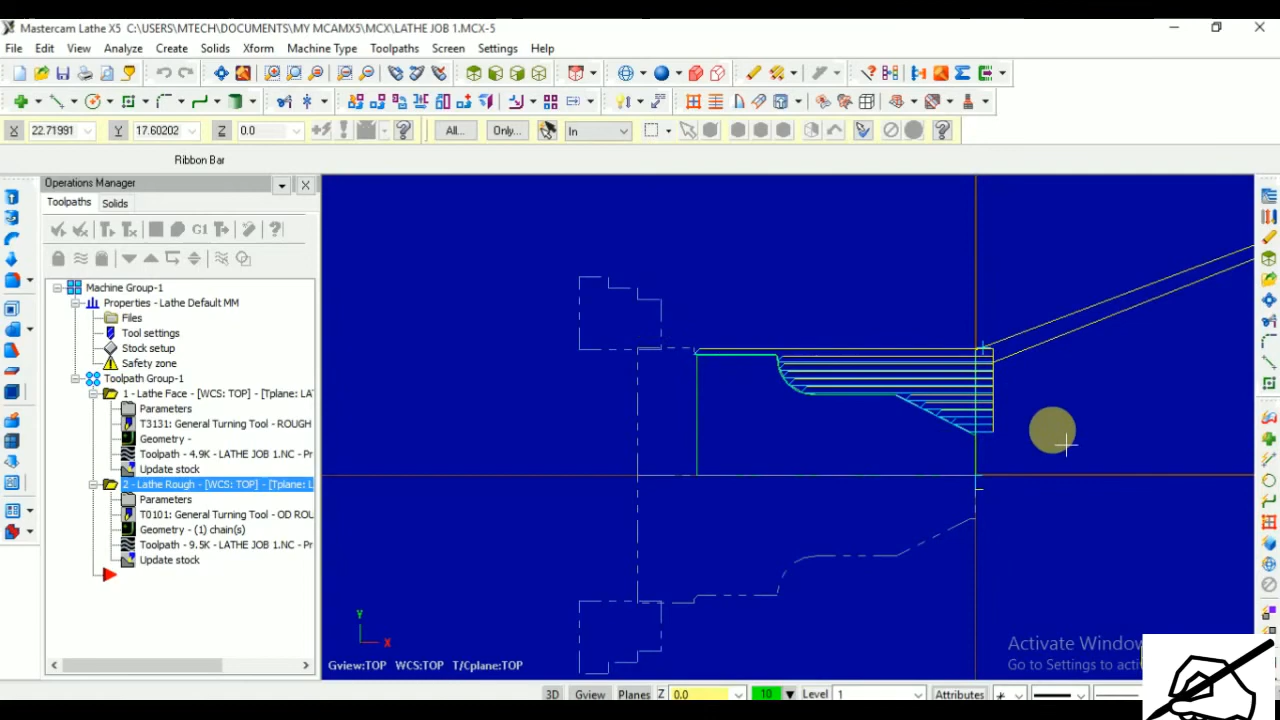 Mastercam Lathe X5 C:\USERS\MTECH\DOCUMENTS\MY MCAMX5\MCX\LATHE JOB 1.MCX-5
File Edit View Analyze Create Solids Xform Machine Type Toolpaths Screen Settings Help
X 22.71991 Y 17.60202 Z 0.0 All... Only... In
Ribbon Bar
Operations Manager
Toolpaths Solids
G1
Machine Group-1
Properties - Lathe Default MM
Files
Tool settings
Stock setup
Safety zone
Toolpath Group-1
1 - Lathe Face - [WCS: TOP] - [Tplane: LA
Parameters
T3131: General Turning Tool - ROUGH
Geometry -
Toolpath - 4.9K - LATHE JOB 1.NC - Pr
Update stock
2 - Lathe Rough - [WCS: TOP] - [Tplane: L
Parameters
T0101: General Turning Tool - OD ROU
Geometry - (1) chain(s)
Toolpath - 9.5K - LATHE JOB 1.NC - Pr
Update stock
Y
X
Gview:TOP WCS:TOP T/Cplane:TOP
Activate Window
Go to Settings to acti
3D Gview Planes Z 0.0 10 Level 1 Attributes